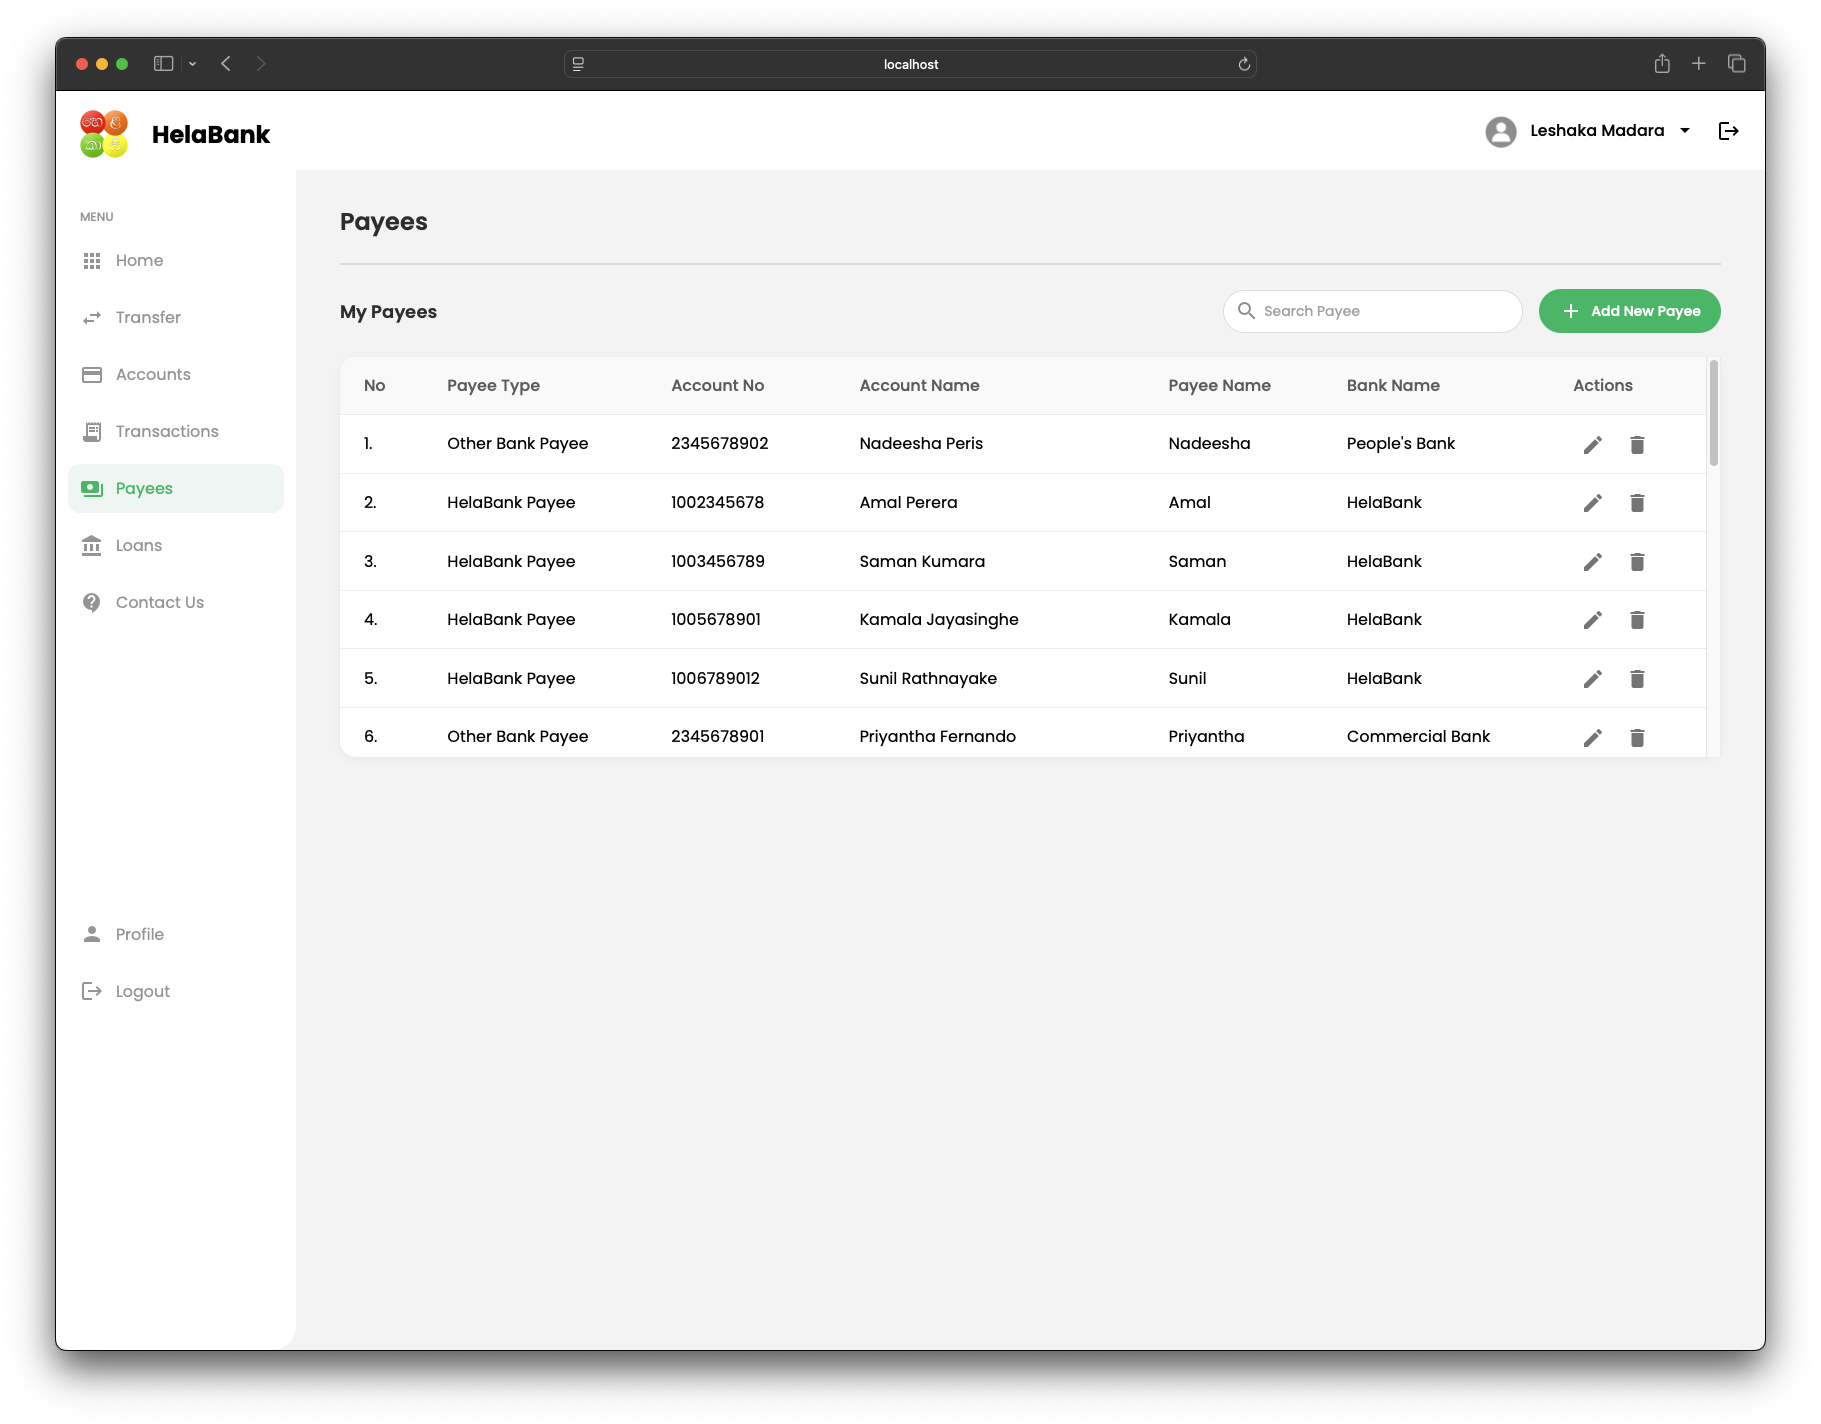 localhost
හෙ ළ
කා සි
HelaBank
Leshaka Madara
MENU
Home
Transfer
Accounts
Transactions
Payees
Loans
Contact Us
Profile
Logout
Payees
My Payees
Search Payee
Add New Payee
No Payee Type Account No Account Name Payee Name Bank Name Actions
1. Other Bank Payee 2345678902 Nadeesha Peris Nadeesha People's Bank
2. HelaBank Payee 1002345678 Amal Perera Amal HelaBank
3. HelaBank Payee 1003456789 Saman Kumara Saman HelaBank
4. HelaBank Payee 1005678901 Kamala Jayasinghe Kamala HelaBank
5. HelaBank Payee 1006789012 Sunil Rathnayake Sunil HelaBank
6. Other Bank Payee 2345678901 Priyantha Fernando Priyantha Commercial Bank